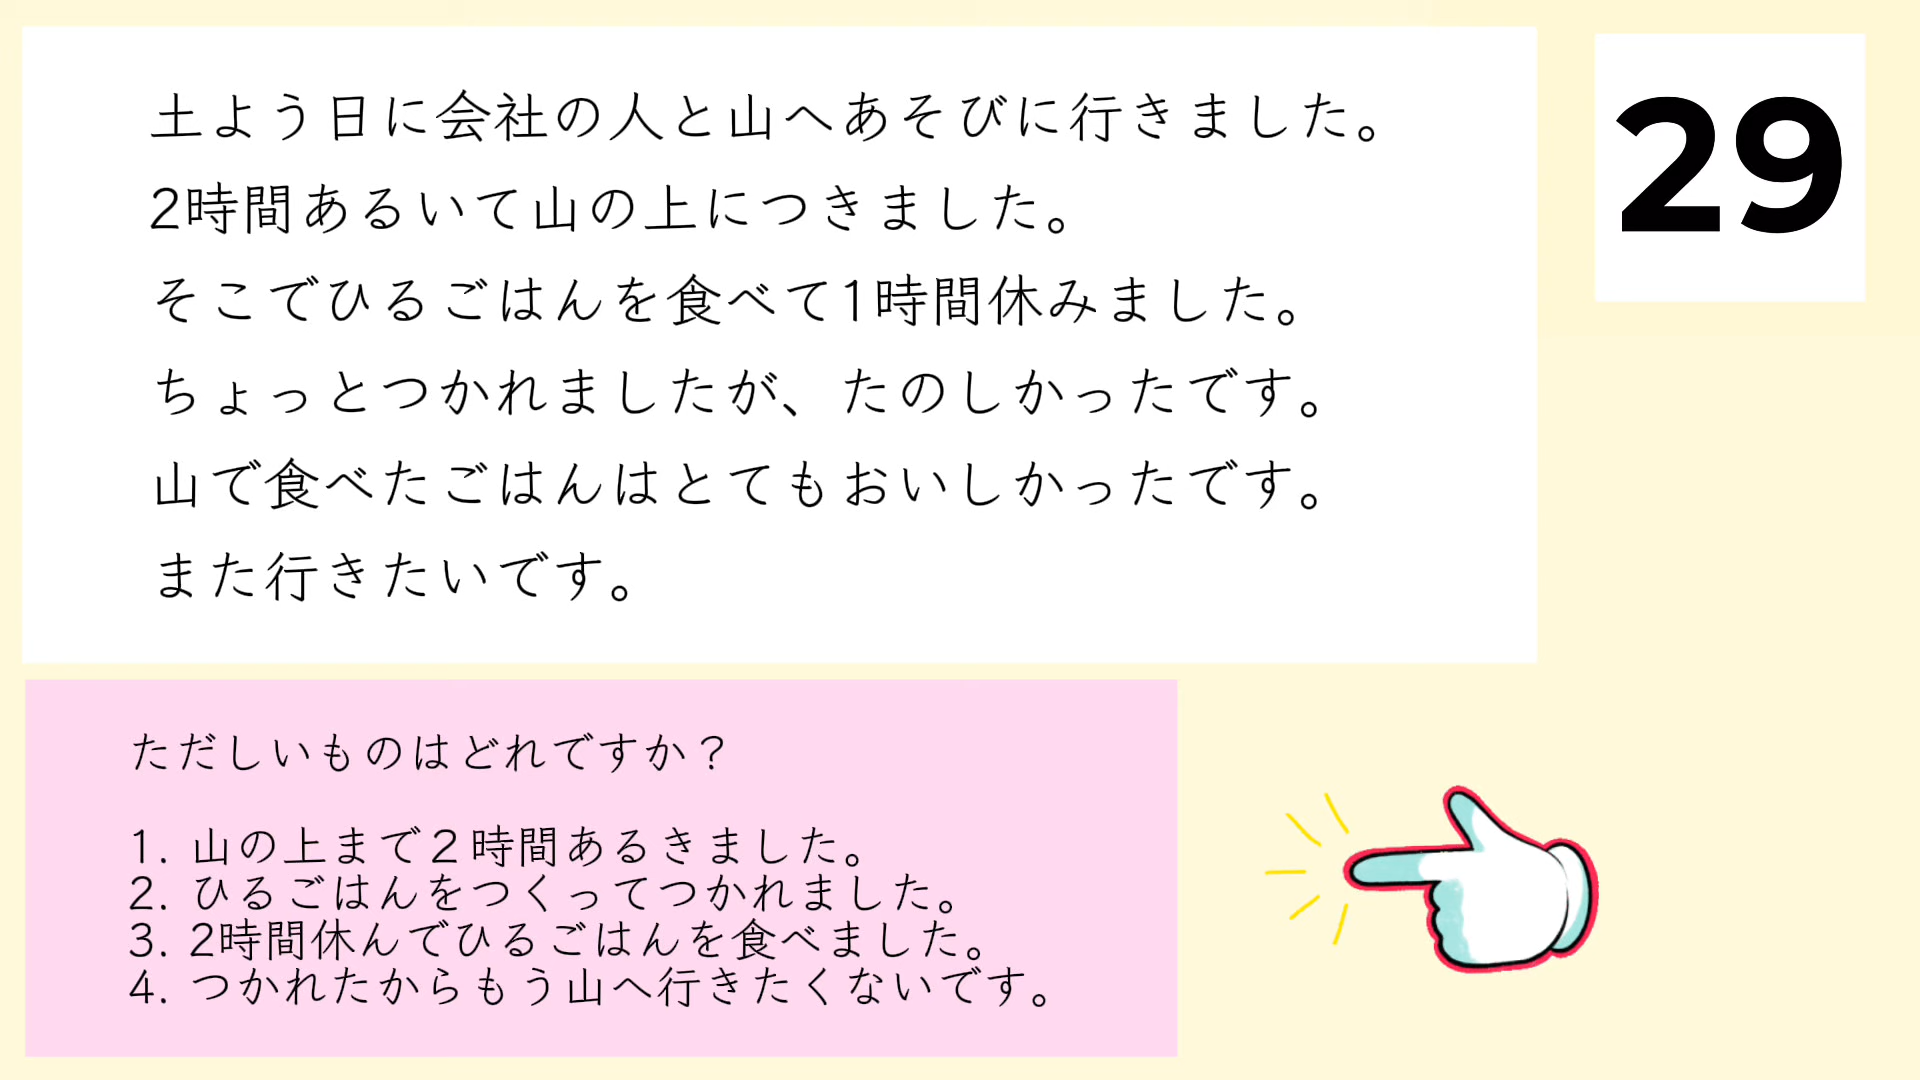 土よう日に会社の人と山へあそびに行きました。
2時間あるいて山の上につきました。
そこでひるごはんを食べて1時間休みました。
ちょっとつかれましたが、たのしかったです。
山で食べたごはんはとてもおいしかったです。
また行きたいです。
29
ただしいものはどれですか？
1. 山の上まで２時間あるきました。
2. ひるごはんをつくってつかれました。
3. 2時間休んでひるごはんを食べました。
4. つかれたからもう山へ行きたくないです。